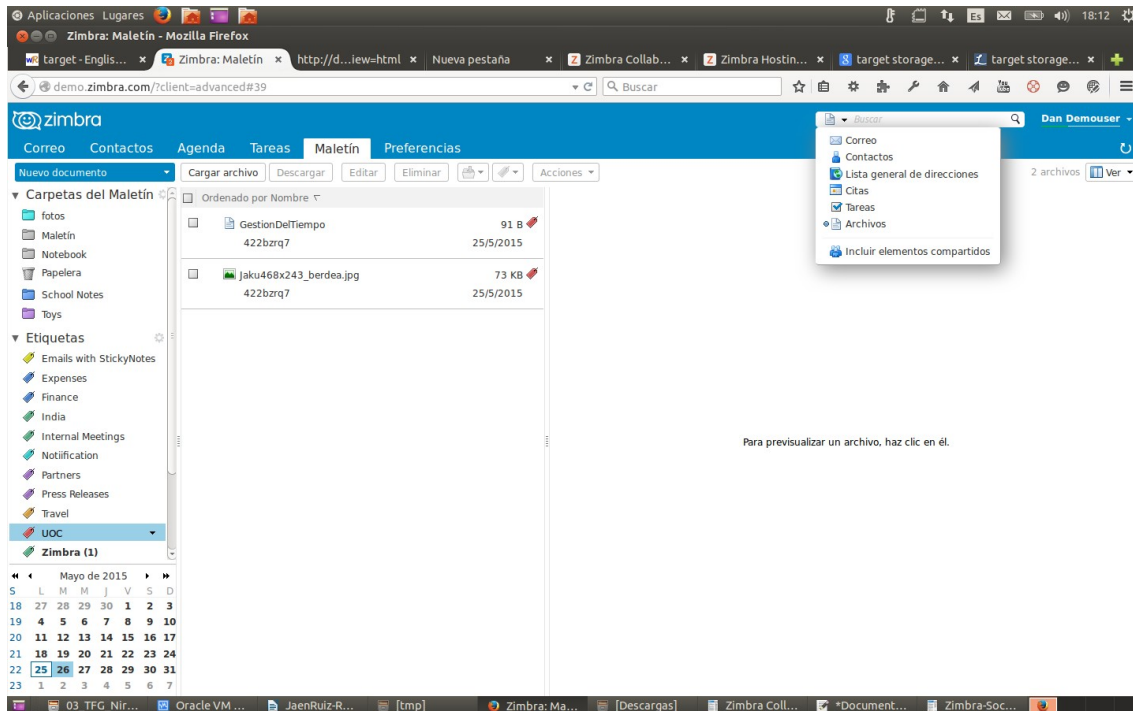 Aplicaciones Lugares Es 18:12
Zimbra: Maletín - Mozilla Firefox
target - Englis... × Zimbra: Maletín × http://d...iew=html × Nueva pestaña × Zimbra Collab... × Zimbra Hostin... × target storage... × target storage... ×
demo.zimbra.com/?client=advanced#39 Buscar
zimbra Buscar Dan Demouser
Correo Contactos Agenda Tareas Maletín Preferencias
Nuevo documento Cargar archivo Descargar Editar Eliminar Acciones 2 archivos Ver
Correo
Contactos
Lista general de direcciones
Citas
Tareas
Archivos
Incluir elementos compartidos
Carpetas del Maletín
fotos
Maletín
Notebook
Papelera
School Notes
Toys
Etiquetas
Emails with StickyNotes
Expenses
Finance
India
Internal Meetings
Notiification
Partners
Press Releases
Travel
UOC
Zimbra (1)
Ordenado por Nombre
GestionDelTiempo 91 B
422bzrq7 25/5/2015
Jaku468x243_berdea.jpg 73 KB
422bzrq7 25/5/2015
Para previsualizar un archivo, haz clic en él.
Mayo de 2015
S L M M J V S D
18 27 28 29 30 1 2 3
19 4 5 6 7 8 9 10
20 11 12 13 14 15 16 17
21 18 19 20 21 22 23 24
22 25 26 27 28 29 30 31
23 1 2 3 4 5 6 7
03 TFG Nir... Oracle VM ... JaenRuiz-R... [tmp] Zimbra: Ma... [Descargas] Zimbra Coll... *Document... Zimbra-Soc...